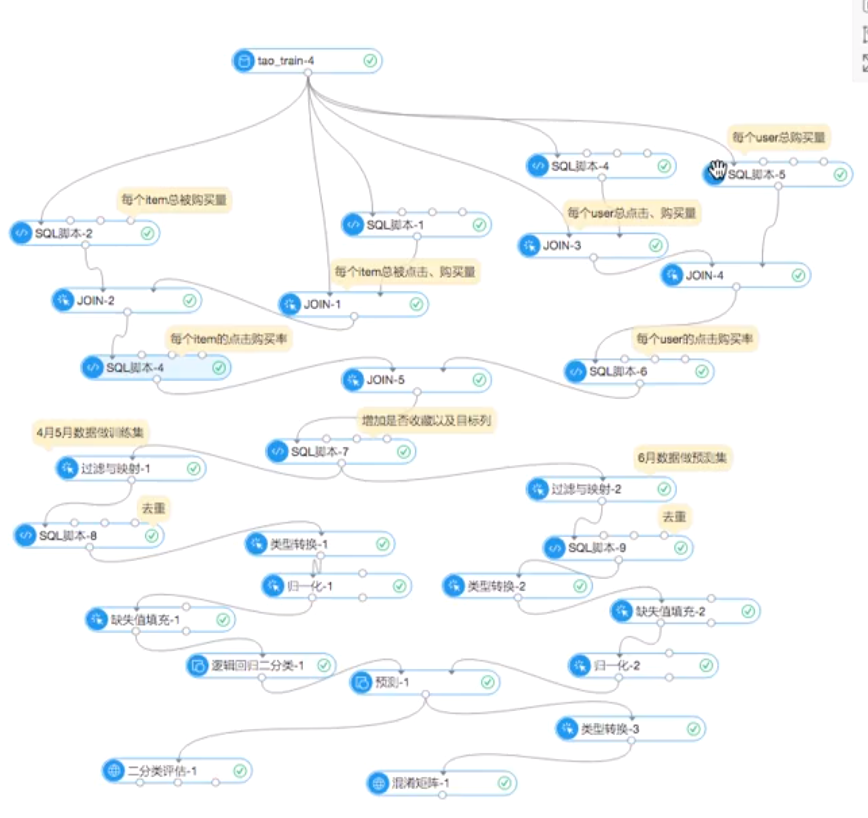 tao_train-4
每个user总购买量
SQL脚本-4
SQL脚本-5
每个item总被购买量
每个user总点击、购买量
SQL脚本-2
SQL脚本-1
JOIN-3
每个item总被点击、购买量
JOIN-4
JOIN-2
JOIN-1
每个item的点击购买率
每个user的点击购买率
SQL脚本-4
JOIN-5
SQL脚本-6
增加是否收藏以及目标列
4月5月数据做训练集
SQL脚本-7
6月数据做预测集
过滤与映射-1
过滤与映射-2
去重
去重
SQL脚本-8
类型转换-1
SQL脚本-9
归一化-1
类型转换-2
缺失值填充-1
缺失值填充-2
逻辑回归二分类-1
归一化-2
预测-1
类型转换-3
二分类评估-1
混淆矩阵-1